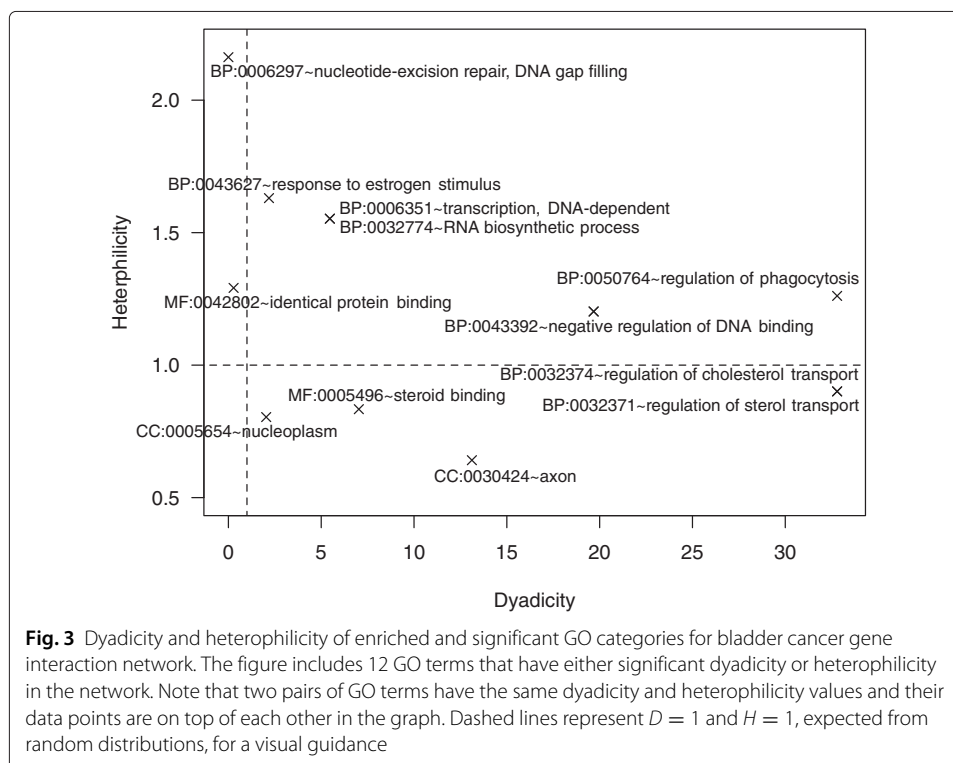 BP:0006297~nucleotide-excision repair, DNA gap filling
2.0
BP:0043627~response to estrogen stimulus
BP:0006351~transcription, DNA-dependent
BP:0032774~RNA biosynthetic process
1.5
BP:0050764~regulation of phagocytosis
MF:0042802~identical protein binding
BP:0043392~negative regulation of DNA binding
Heterphilicity
1.0
BP:0032374~regulation of cholesterol transport
MF:0005496~steroid binding
BP:0032371~regulation of sterol transport
CC:0005654~nucleoplasm
CC:0030424~axon
0.5
0 5 10 15 20 25 30
Dyadicity
Fig. 3 Dyadicity and heterophilicity of enriched and significant GO categories for bladder cancer gene
interaction network. The figure includes 12 GO terms that have either significant dyadicity or heterophilicity
in the network. Note that two pairs of GO terms have the same dyadicity and heterophilicity values and their
data points are on top of each other in the graph. Dashed lines represent D = 1 and H = 1, expected from
random distributions, for a visual guidance